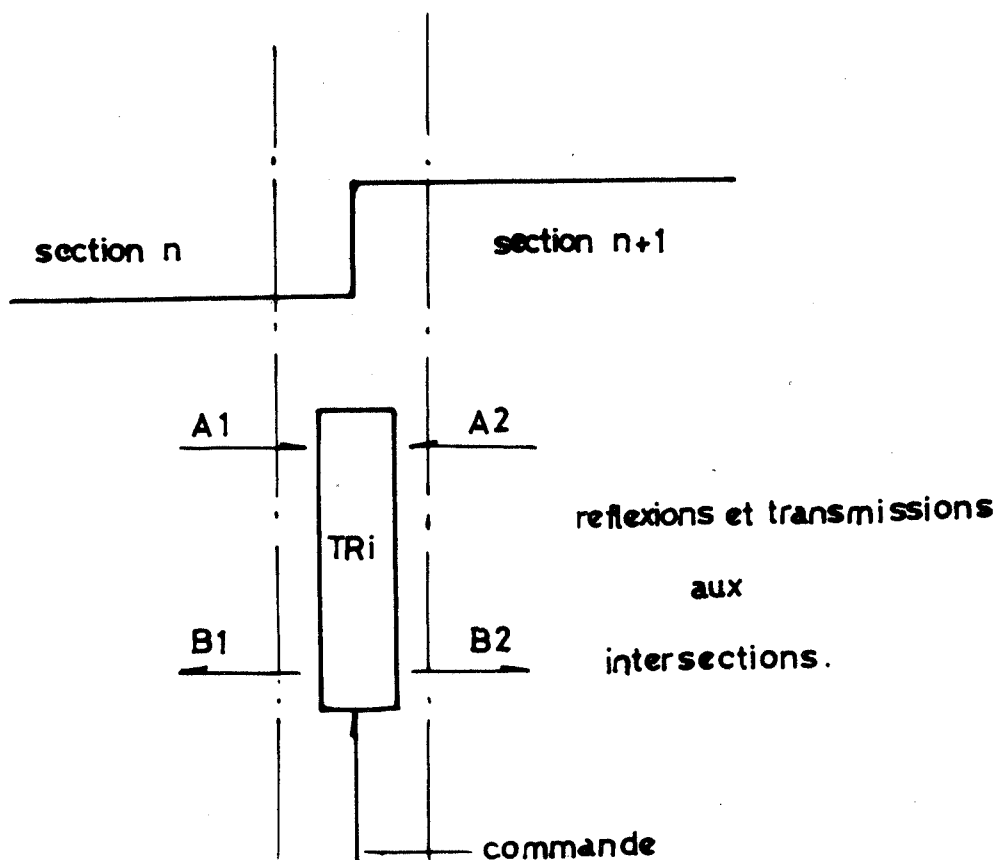 section n
section n+1
A1
A2
TRi
reflexions et transmissions
aux
intersections.
B1
B2
commande